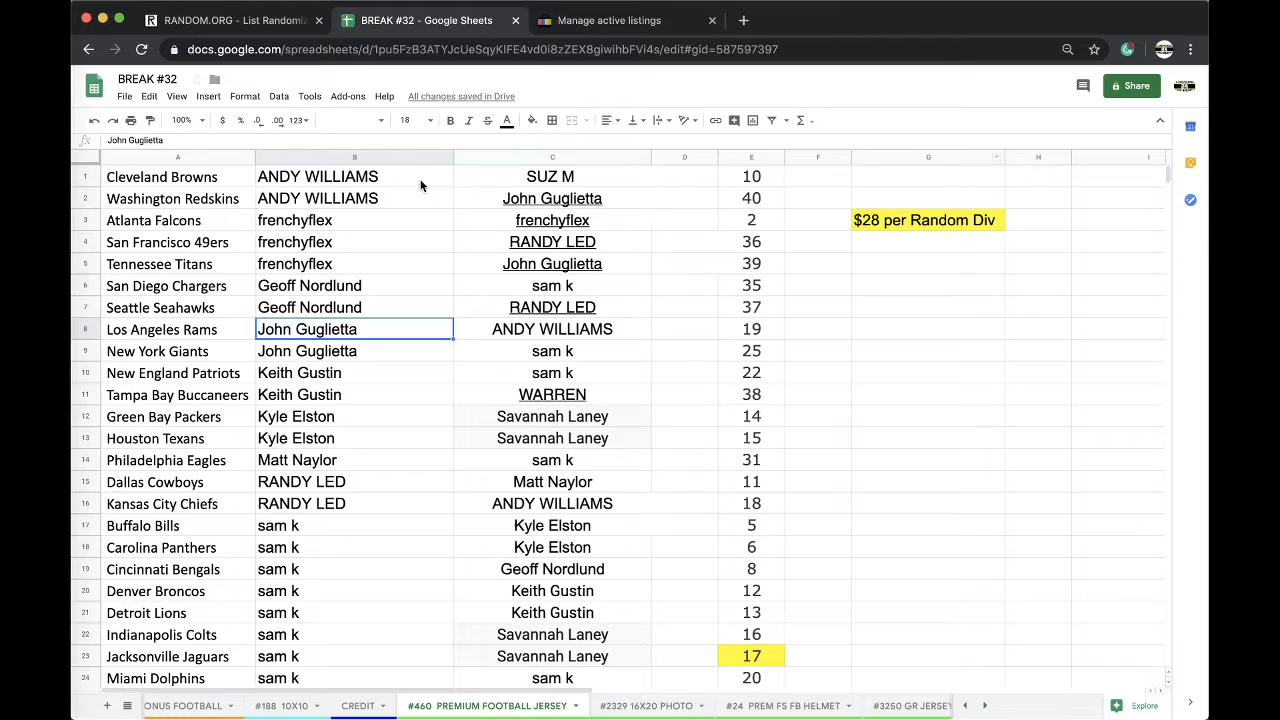 RANDOM.ORG - List Randomiz
BREAK #32 - Google Sheets
Manage active listings
docs.google.com/spreadsheets/d/1pu5FzB3ATYJcUeSqyKlFE4vd0i8zZEX8giwihbFVi4s/edit#gid=587597397
BREAK #32
File Edit View Insert Format Data Tools Add-ons Help All changes saved in Drive
Share
100% $ % .0 .00 123 18 B I S A
fx John Guglietta
A B C D E F G H I
1 Cleveland Browns ANDY WILLIAMS SUZ M 10
2 Washington Redskins ANDY WILLIAMS John Guglietta 40
3 Atlanta Falcons frenchyflex frenchyflex 2 $28 per Random Div
4 San Francisco 49ers frenchyflex RANDY LED 36
5 Tennessee Titans frenchyflex John Guglietta 39
6 San Diego Chargers Geoff Nordlund sam k 35
7 Seattle Seahawks Geoff Nordlund RANDY LED 37
8 Los Angeles Rams John Guglietta ANDY WILLIAMS 19
9 New York Giants John Guglietta sam k 25
10 New England Patriots Keith Gustin sam k 22
11 Tampa Bay Buccaneers Keith Gustin WARREN 38
12 Green Bay Packers Kyle Elston Savannah Laney 14
13 Houston Texans Kyle Elston Savannah Laney 15
14 Philadelphia Eagles Matt Naylor sam k 31
15 Dallas Cowboys RANDY LED Matt Naylor 11
16 Kansas City Chiefs RANDY LED ANDY WILLIAMS 18
17 Buffalo Bills sam k Kyle Elston 5
18 Carolina Panthers sam k Kyle Elston 6
19 Cincinnati Bengals sam k Geoff Nordlund 8
20 Denver Broncos sam k Keith Gustin 12
21 Detroit Lions sam k Keith Gustin 13
22 Indianapolis Colts sam k Savannah Laney 16
23 Jacksonville Jaguars sam k Savannah Laney 17
24 Miami Dolphins sam k sam k 20
ONUS FOOTBALL #188 10X10 CREDIT #460 PREMIUM FOOTBALL JERSEY #2329 16X20 PHOTO #24 PREM FS FB HELMET #3250 GR JERSEY Explore